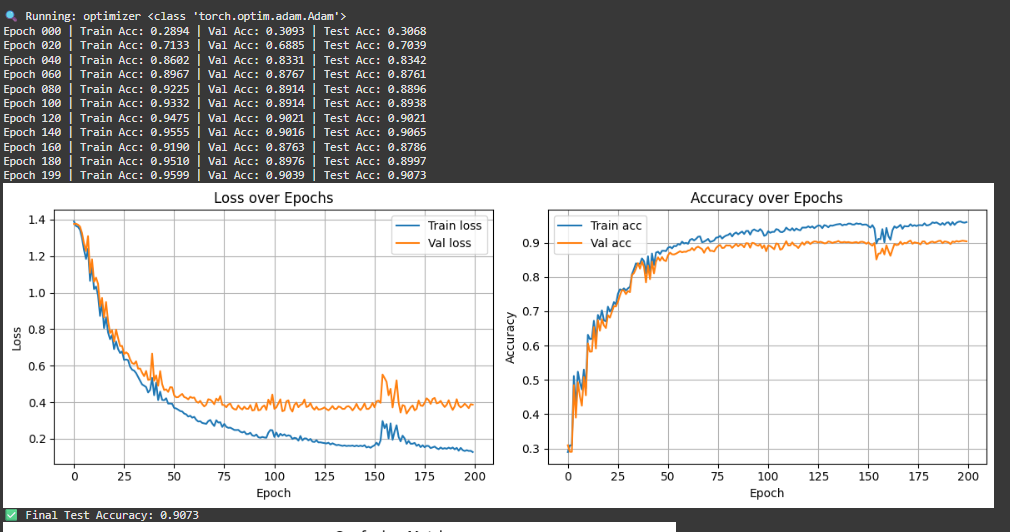 Running: optimizer <class 'torch.optim.adam.Adam'>
Epoch 000 | Train Acc: 0.2894 | Val Acc: 0.3093 | Test Acc: 0.3068
Epoch 020 | Train Acc: 0.7133 | Val Acc: 0.6885 | Test Acc: 0.7039
Epoch 040 | Train Acc: 0.8602 | Val Acc: 0.8331 | Test Acc: 0.8342
Epoch 060 | Train Acc: 0.8967 | Val Acc: 0.8767 | Test Acc: 0.8761
Epoch 080 | Train Acc: 0.9225 | Val Acc: 0.8914 | Test Acc: 0.8896
Epoch 100 | Train Acc: 0.9332 | Val Acc: 0.8914 | Test Acc: 0.8938
Epoch 120 | Train Acc: 0.9475 | Val Acc: 0.9021 | Test Acc: 0.9021
Epoch 140 | Train Acc: 0.9555 | Val Acc: 0.9016 | Test Acc: 0.9065
Epoch 160 | Train Acc: 0.9190 | Val Acc: 0.8763 | Test Acc: 0.8786
Epoch 180 | Train Acc: 0.9510 | Val Acc: 0.8976 | Test Acc: 0.8997
Epoch 199 | Train Acc: 0.9599 | Val Acc: 0.9039 | Test Acc: 0.9073
Loss over Epochs
Train loss
Val loss
1.4
1.2
1.0
0.8
0.6
0.4
0.2
Loss
0 25 50 75 100 125 150 175 200
Epoch
Accuracy over Epochs
Train acc
Val acc
0.9
0.8
0.7
0.6
0.5
0.4
0.3
Accuracy
0 25 50 75 100 125 150 175 200
Epoch
Final Test Accuracy: 0.9073